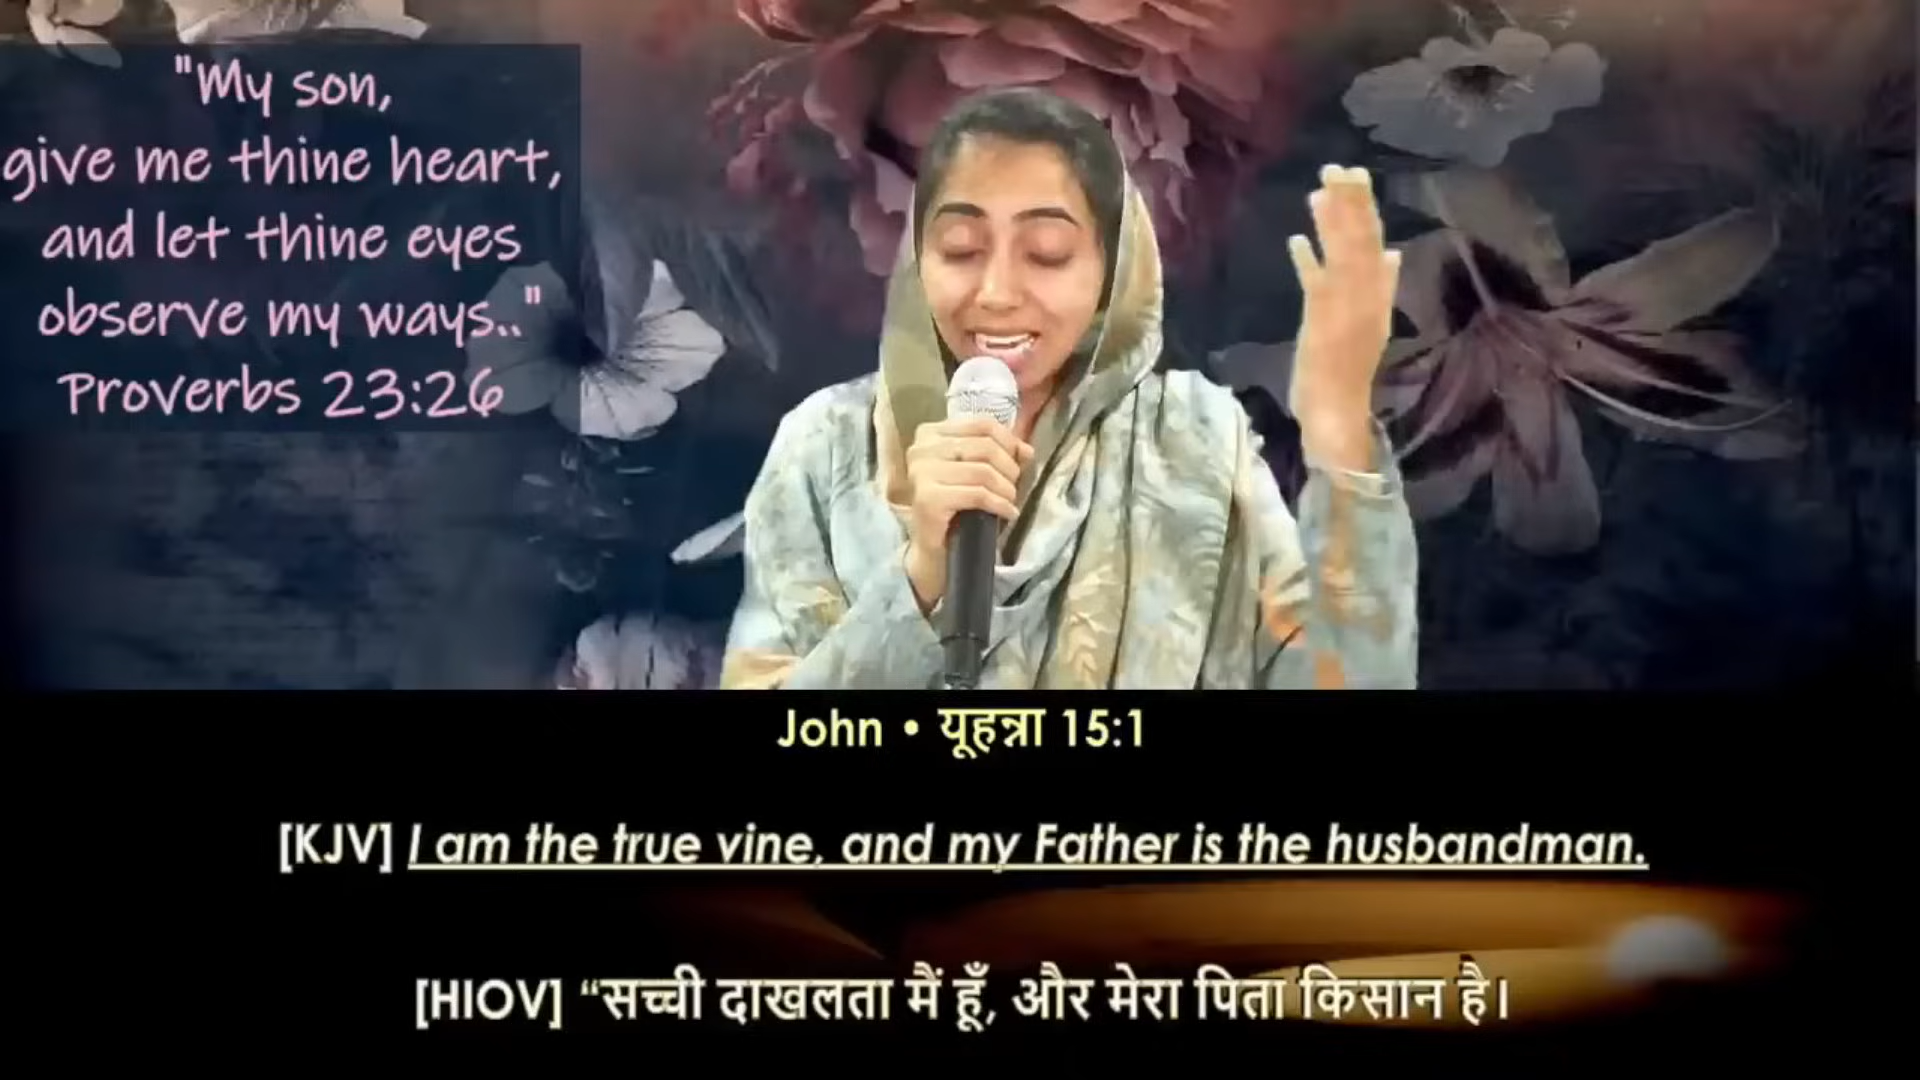 "My son,
give me thine heart,
and let thine eyes
observe my ways.."
Proverbs 23:26
John • यूहन्ना 15:1
[KJV] I am the true vine, and my Father is the husbandman.
[HIOV] “सच्ची दाखलता मैं हूँ, और मेरा पिता किसान है।